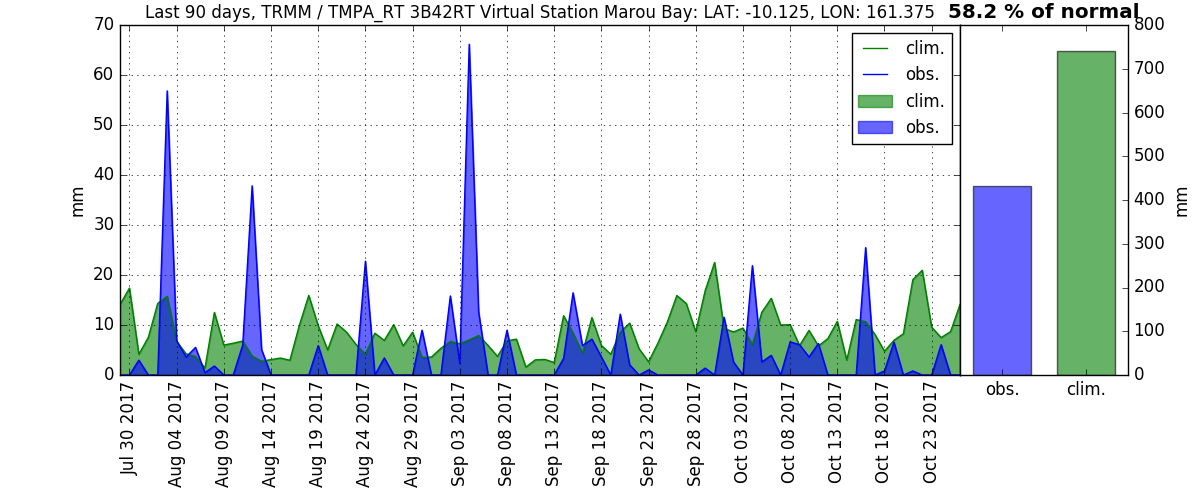 Last 90 days, TRMM / TMPA_RT 3B42RT Virtual Station Marou Bay: LAT: -10.125, LON: 161.375 58.2 % of normal
70
60
50
40
30
20
10
0
mm
clim.
obs.
clim.
obs.
Jul 30 2017
Aug 04 2017
Aug 09 2017
Aug 14 2017
Aug 19 2017
Aug 24 2017
Aug 29 2017
Sep 03 2017
Sep 08 2017
Sep 13 2017
Sep 18 2017
Sep 23 2017
Sep 28 2017
Oct 03 2017
Oct 08 2017
Oct 13 2017
Oct 18 2017
Oct 23 2017
800
700
600
500
400
300
200
100
0
mm
obs.
clim.